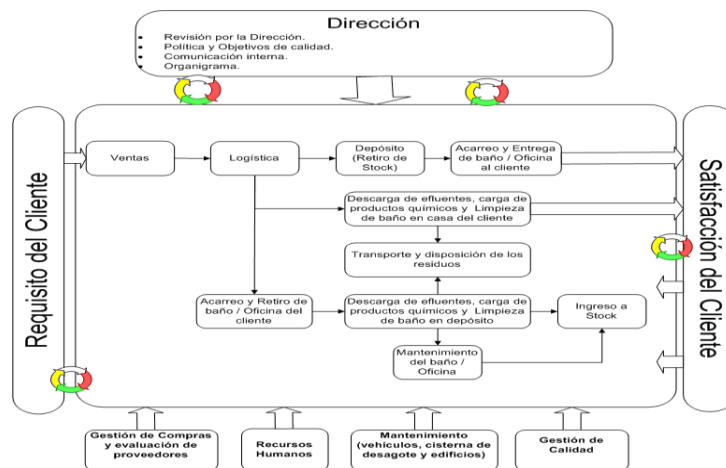 Dirección
• Revisión por la Dirección.
• Política y Objetivos de calidad.
• Comunicación interna.
• Organigrama.
Requisito del Cliente
Ventas
Logística
Depósito
(Retiro de
Stock)
Acarreo y Entrega
de baño / Oficina
al cliente
Descarga de efluentes, carga de
productos químicos y Limpieza
de baño en casa del cliente
Transporte y disposición de los
residuos
Acarreo y Retiro de
baño / Oficina del
cliente
Descarga de efluentes, carga de
productos químicos y Limpieza
de baño en depósito
Ingreso a
Stock
Mantenimiento
del baño /
Oficina
Satisfacción del Cliente
Gestión de Compras
y evaluación de
proveedores
Recursos
Humanos
Mantenimiento
(vehículos, cisterna de
desagote y edificios)
Gestión de
Calidad